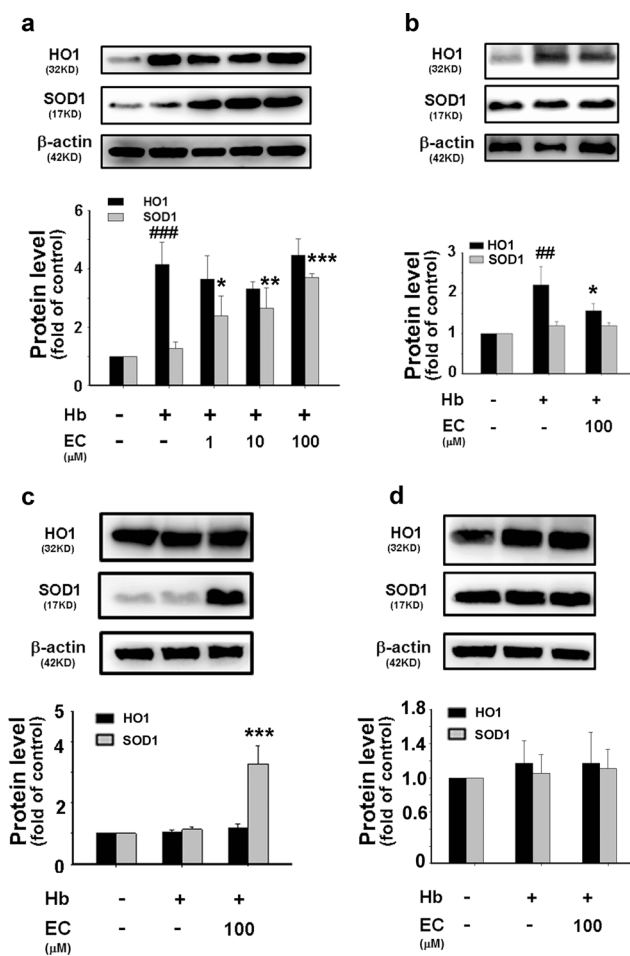 a
HO1
(32KD)
SOD1
(17KD)
β-actin
(42KD)
Protein level
(fold of control)
6
4
2
0
HO1
SOD1
###
*
**
***
Hb - + + + +
EC - - 1 10 100
(μM)
b
HO1
(32KD)
SOD1
(17KD)
β-actin
(42KD)
Protein level
(fold of control)
3
2
1
0
HO1
SOD1
##
*
Hb - + +
EC - - 100
(μM)
c
HO1
(32KD)
SOD1
(17KD)
β-actin
(42KD)
Protein level
(fold of control)
5
4
2
0
HO1
SOD1
***
Hb - + +
EC - - 100
(μM)
d
HO1
(32KD)
SOD1
(17KD)
β-actin
(42KD)
Protein level
(fold of control)
1.8
1.4
1.0
0.6
0
HO1
SOD1
Hb - + +
EC - - 100
(μM)